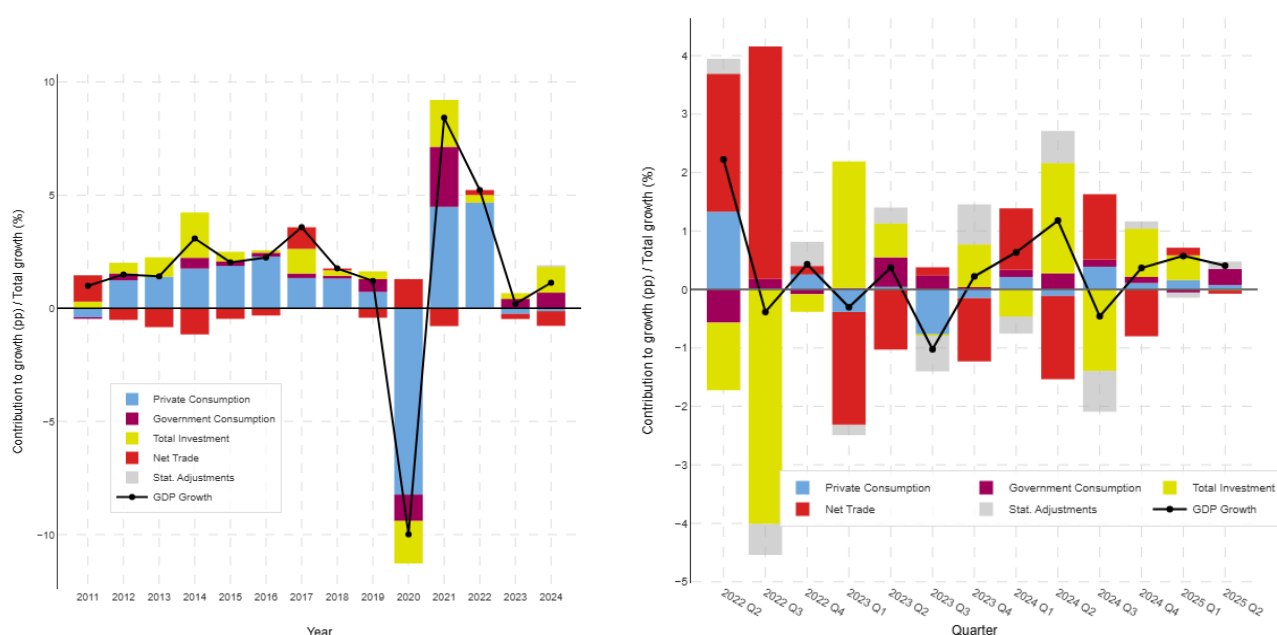 Contribution to growth (pp) / Total growth (%)
10
5
0
−5
−10
Private Consumption
Government Consumption
Total Investment
Net Trade
Stat. Adjustments
GDP Growth
2011 2012 2013 2014 2015 2016 2017 2018 2019 2020 2021 2022 2023 2024
Year
Contribution to growth (pp) / Total growth (%)
4
3
2
1
0
−1
−2
−3
−4
−5
Private Consumption Government Consumption Total Investment
Net Trade Stat. Adjustments GDP Growth
2022 Q2 2022 Q3 2022 Q4 2023 Q1 2023 Q2 2023 Q3 2023 Q4 2024 Q1 2024 Q2 2024 Q3 2024 Q4 2025 Q1 2025 Q2
Quarter